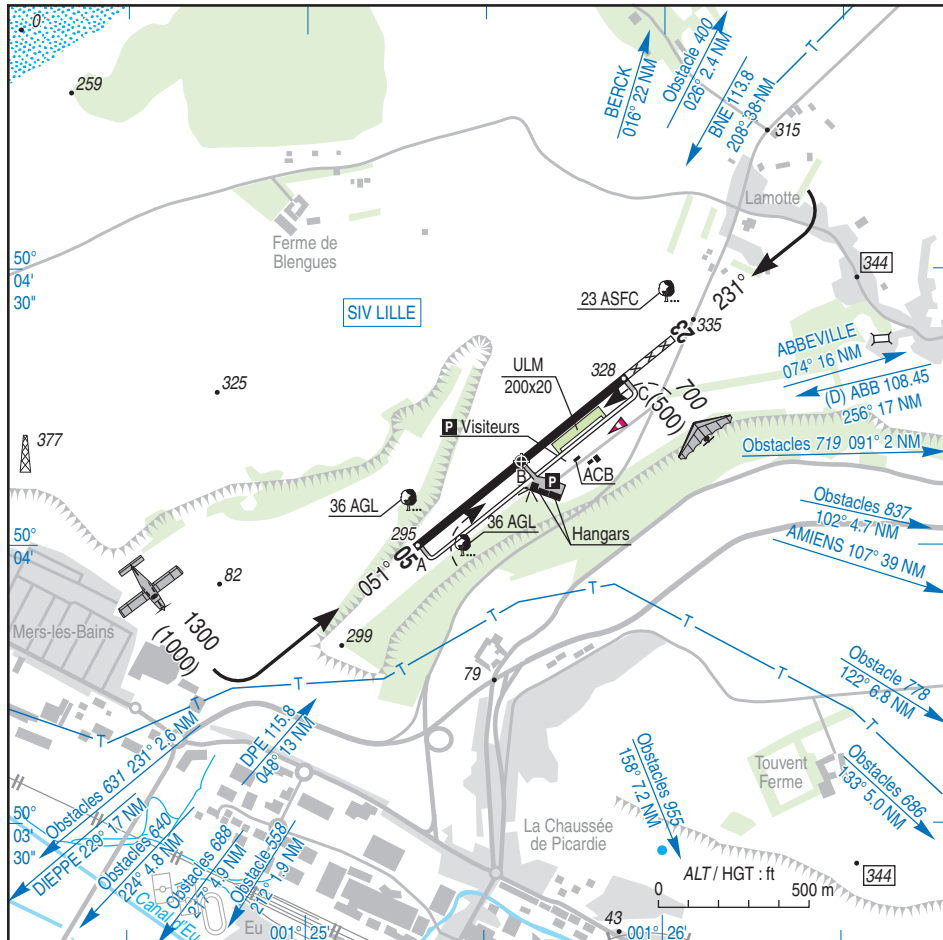 0
259
BERCK
016° 22 NM
Obstacle 400
026° 2.4 NM
BNE 113.8
208° 38 NM
T
315
Lamotte
Ferme de
Blengues
50°
04'
30"
SIV LILLE
344
23 ASFC
231°
23
335
ABBEVILLE
074° 16 NM
(D) ABB 108.45
256° 17 NM
ULM
200x20
328
325
C
700
(500)
P Visiteurs
377
Obstacles 719 091° 2 NM
B
P
ACB
36 AGL
36 AGL
Hangars
Obstacles 837
102° 4.7 NM
AMIENS 107° 39 NM
50°
04'
295
05
A
051°
82
1300
(1000)
Mers-les-Bains
299
T
T
T
T
T
T
T
T
79
Obstacle 778
122° 6.8 NM
Obstacles 631 231° 2.6 NM
DIEPPE 229° 17 NM
DPE 115.8
048° 13 NM
Obstacles 955
158° 7.2 NM
Touvent
Ferme
Obstacles 686
133° 5.0 NM
50°
03'
30"
La Chaussée
de Picardie
Obstacles 640
224° 4.8 NM
Obstacles 688
217° 4.9 NM
Obstacles 558
212° 1.9 NM
344
ALT / HGT : ft
0 500 m
Canal d'Eu
Eu
43
001° 25'
001° 26'